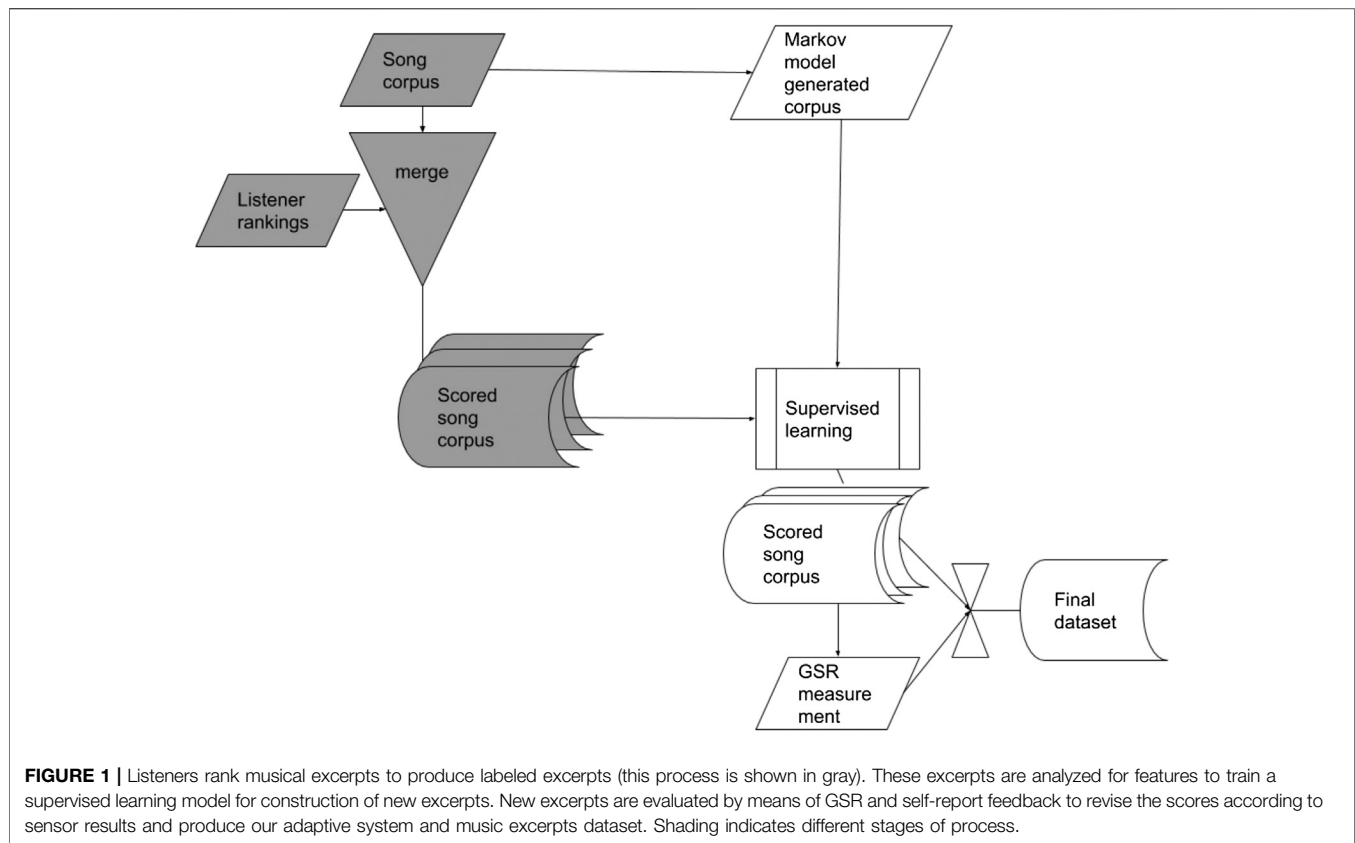 Song
corpus
Markov
model
generated
corpus
merge
Listener
rankings
Scored
song
corpus
Supervised
learning
Scored
song
corpus
Final
dataset
GSR
measure
ment
FIGURE 1 | Listeners rank musical excerpts to produce labeled excerpts (this process is shown in gray). These excerpts are analyzed for features to train a
supervised learning model for construction of new excerpts. New excerpts are evaluated by means of GSR and self-report feedback to revise the scores according to
sensor results and produce our adaptive system and music excerpts dataset. Shading indicates different stages of process.